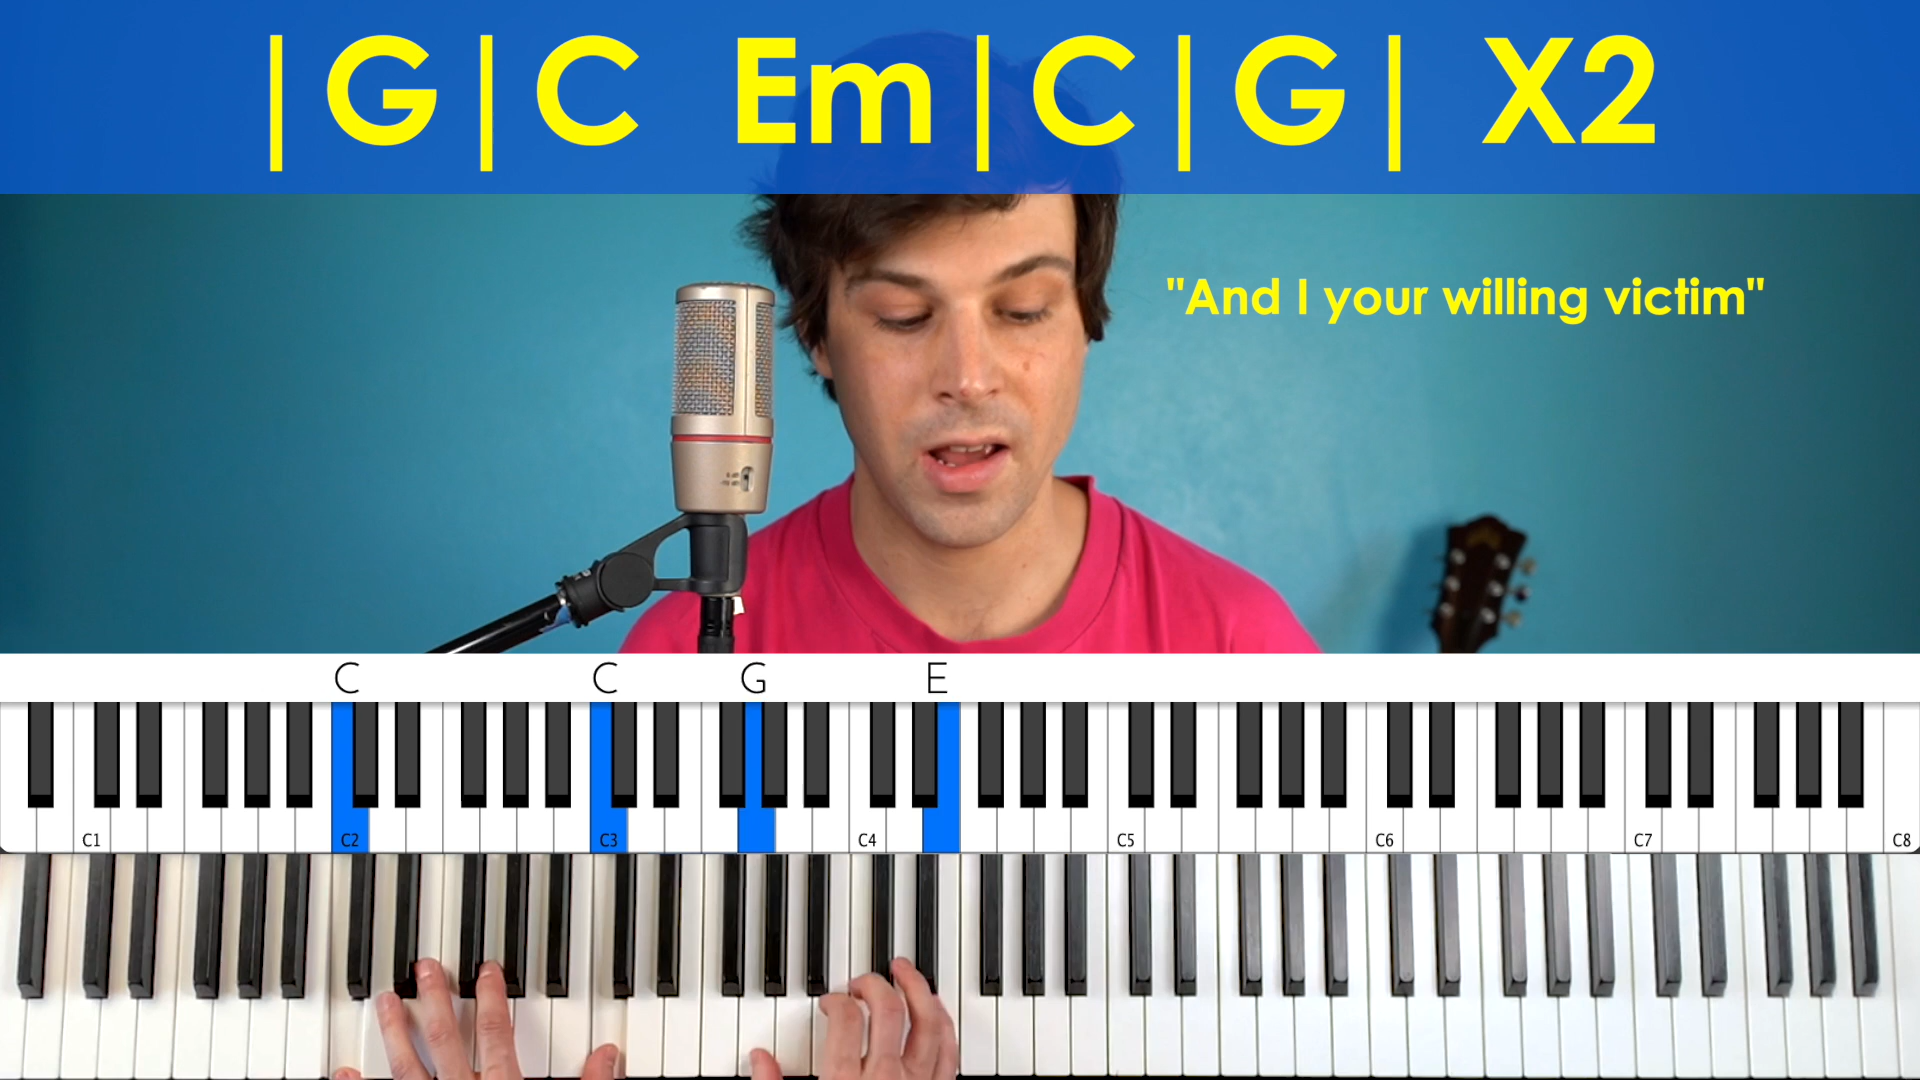 |G|C Em|C|G| X2
"And I your willing victim"
C C G E
C1 C2 C3 C4 C5 C6 C7 C8